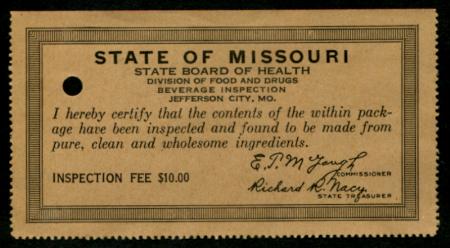 STATE OF MISSOURI
STATE BOARD OF HEALTH
DIVISION OF FOOD AND DRUGS
BEVERAGE INSPECTION
JEFFERSON CITY, MO.
I hereby certify that the contents of the within pack-
age have been inspected and found to be made from
pure, clean and wholesome ingredients.
E. T. McGaugh
COMMISSIONER
INSPECTION FEE $10.00
Richard R. Nacy
STATE TREASURER